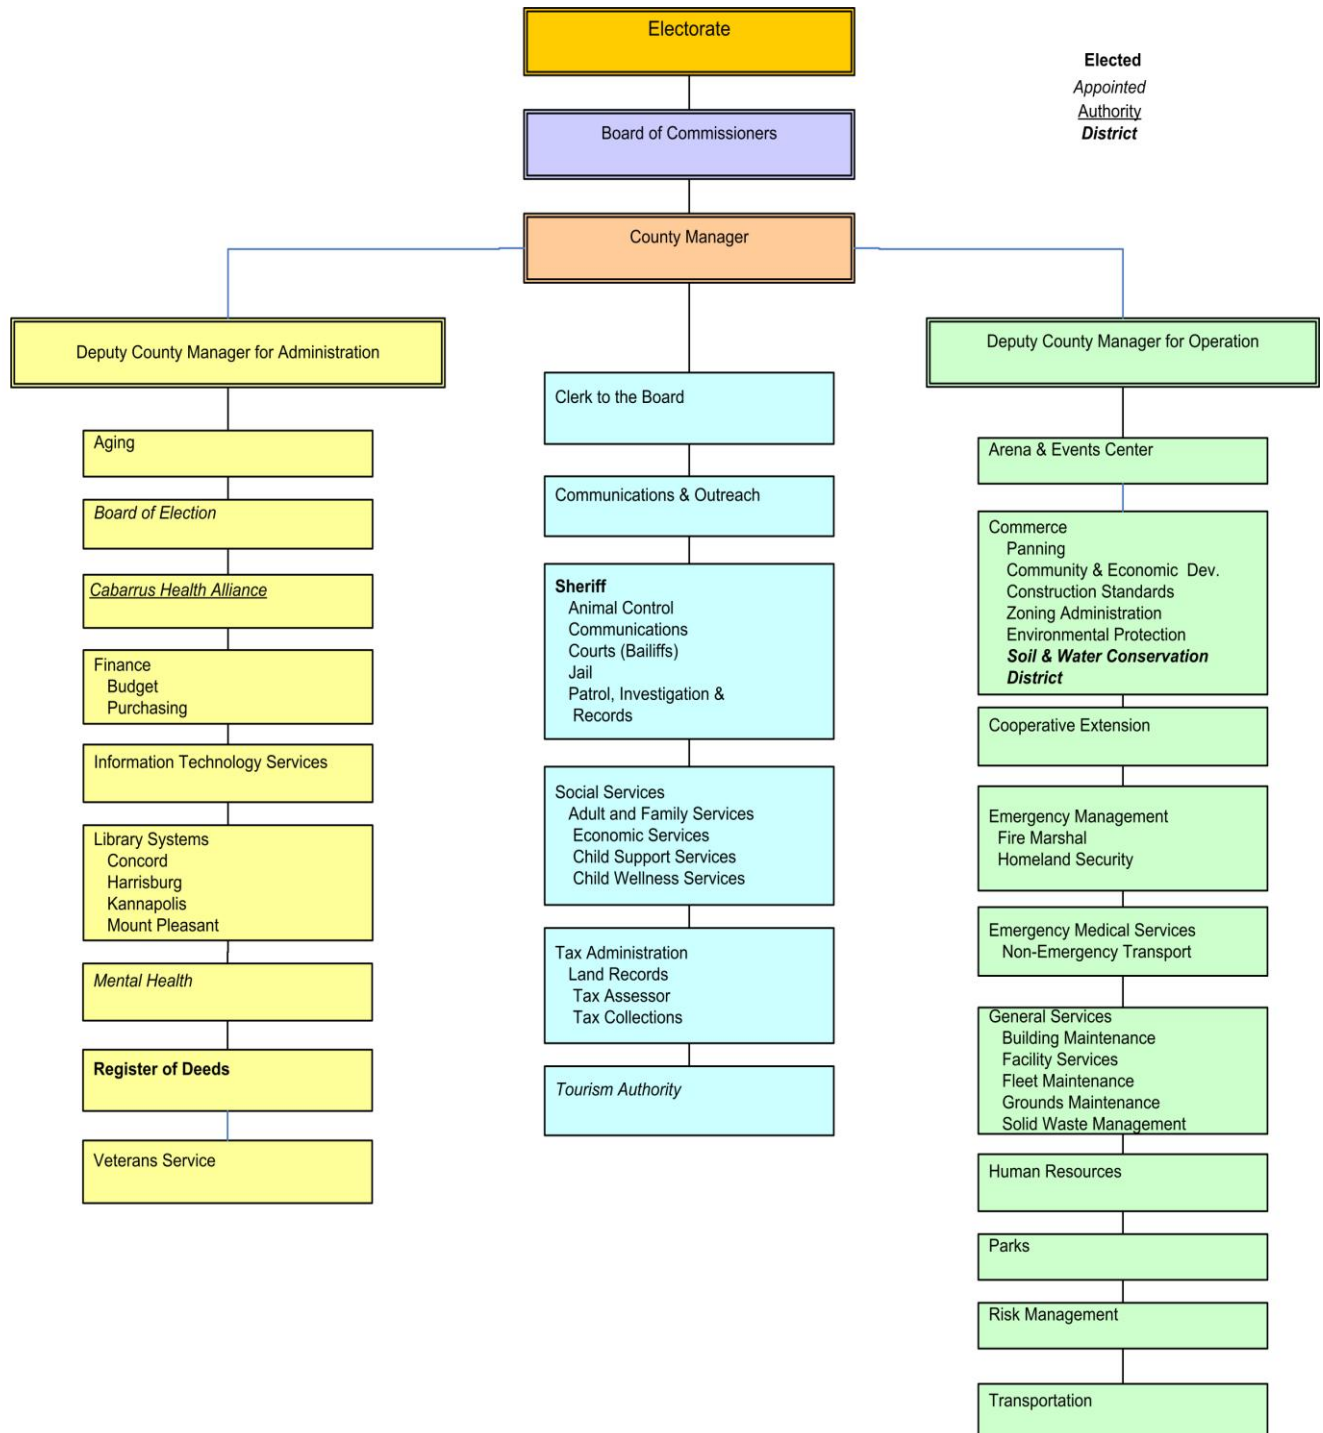 Electorate
Elected
Appointed
Authority
District
Board of Commissioners
County Manager
Deputy County Manager for Administration
Aging
Board of Election
Cabarrus Health Alliance
Finance
Budget
Purchasing
Information Technology Services
Library Systems
Concord
Harrisburg
Kannapolis
Mount Pleasant
Mental Health
Register of Deeds
Veterans Service
Clerk to the Board
Communications & Outreach
Sheriff
Animal Control
Communications
Courts (Bailiffs)
Jail
Patrol, Investigation &
Records
Social Services
Adult and Family Services
Economic Services
Child Support Services
Child Wellness Services
Tax Administration
Land Records
Tax Assessor
Tax Collections
Tourism Authority
Deputy County Manager for Operation
Arena & Events Center
Commerce
Panning
Community & Economic Dev.
Construction Standards
Zoning Administration
Environmental Protection
Soil & Water Conservation
District
Cooperative Extension
Emergency Management
Fire Marshal
Homeland Security
Emergency Medical Services
Non-Emergency Transport
General Services
Building Maintenance
Facility Services
Fleet Maintenance
Grounds Maintenance
Solid Waste Management
Human Resources
Parks
Risk Management
Transportation